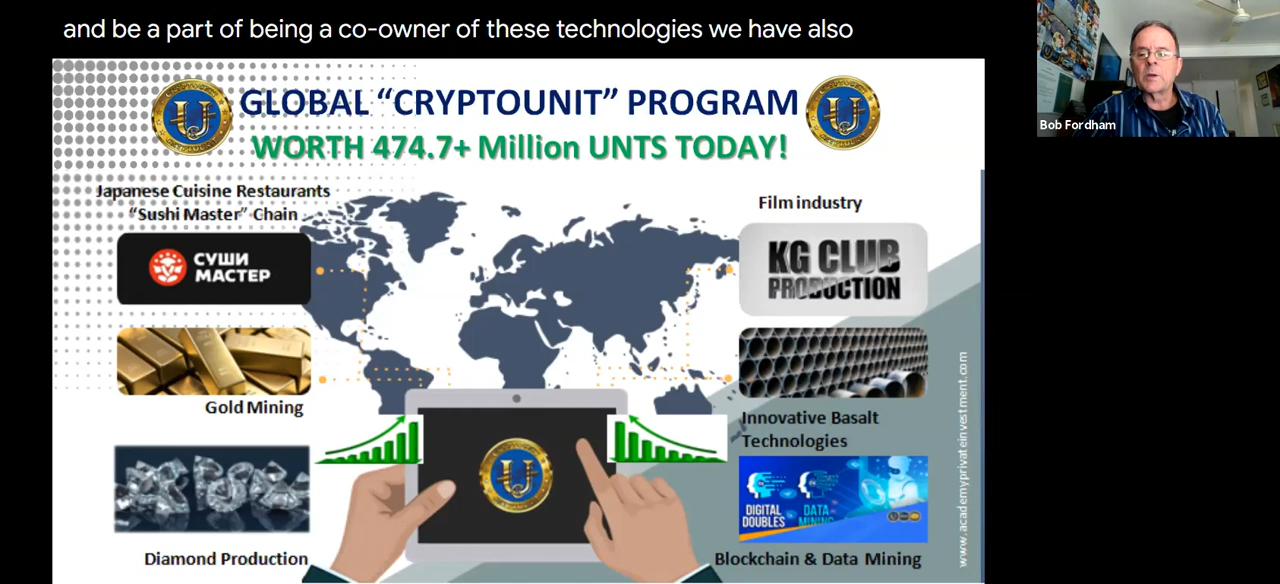 and be a part of being a co-owner of these technologies we have also
GLOBAL “CRYPTOUNIT” PROGRAM
WORTH 474.7+ Million UNTS TODAY!
Japanese Cuisine Restaurants
“Sushi Master” Chain
СУШИ
МАСТЕР
Gold Mining
Diamond Production
Film industry
KG CLUB
PRODUCTION
Innovative Basalt
Technologies
DIGITAL
DOUBLES
DATA
MINING
Blockchain & Data Mining
www.academyprivateinvestment.com
Bob Fordham